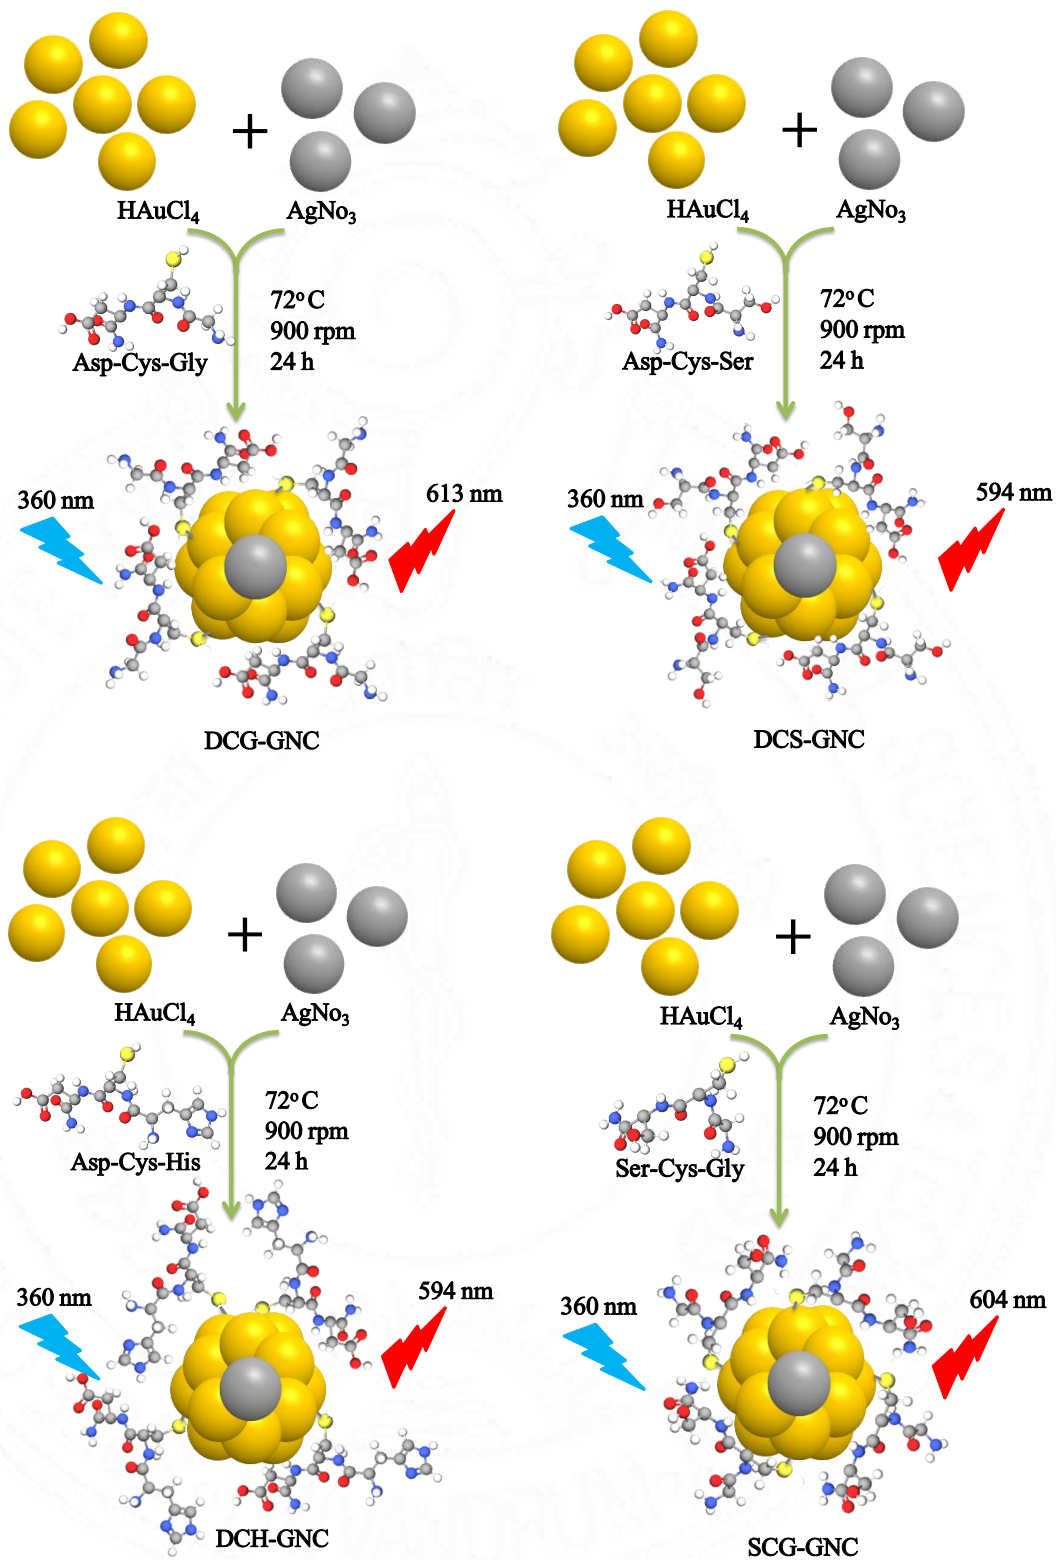 HAuCl₄
AgNo₃
72° C
900 rpm
24 h
Asp-Cys-Gly
360 nm
613 nm
DCG-GNC
HAuCl₄
AgNo₃
72° C
900 rpm
24 h
Asp-Cys-Ser
360 nm
594 nm
DCS-GNC
HAuCl₄
AgNo₃
72° C
900 rpm
24 h
Asp-Cys-His
360 nm
594 nm
DCH-GNC
HAuCl₄
AgNo₃
72° C
900 rpm
24 h
Ser-Cys-Gly
360 nm
604 nm
SCG-GNC